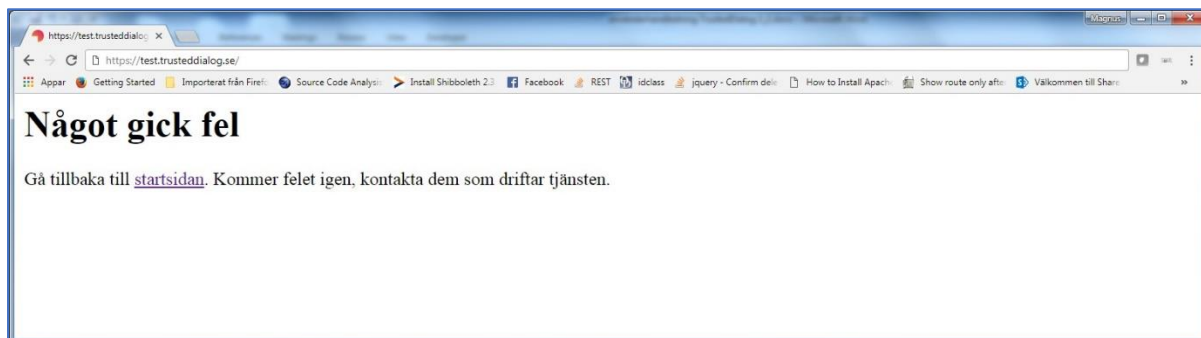 Magnus
https://test.trusteddialog
https://test.trusteddialog.se/
Appar Getting Started Importerat från Firefo Source Code Analysis Install Shibboleth 2.3 Facebook REST idclass jquery - Confirm dele How to Install Apach Show route only afte Välkommen till Share
Något gick fel
Gå tillbaka till startsidan. Kommer felet igen, kontakta dem som driftar tjänsten.